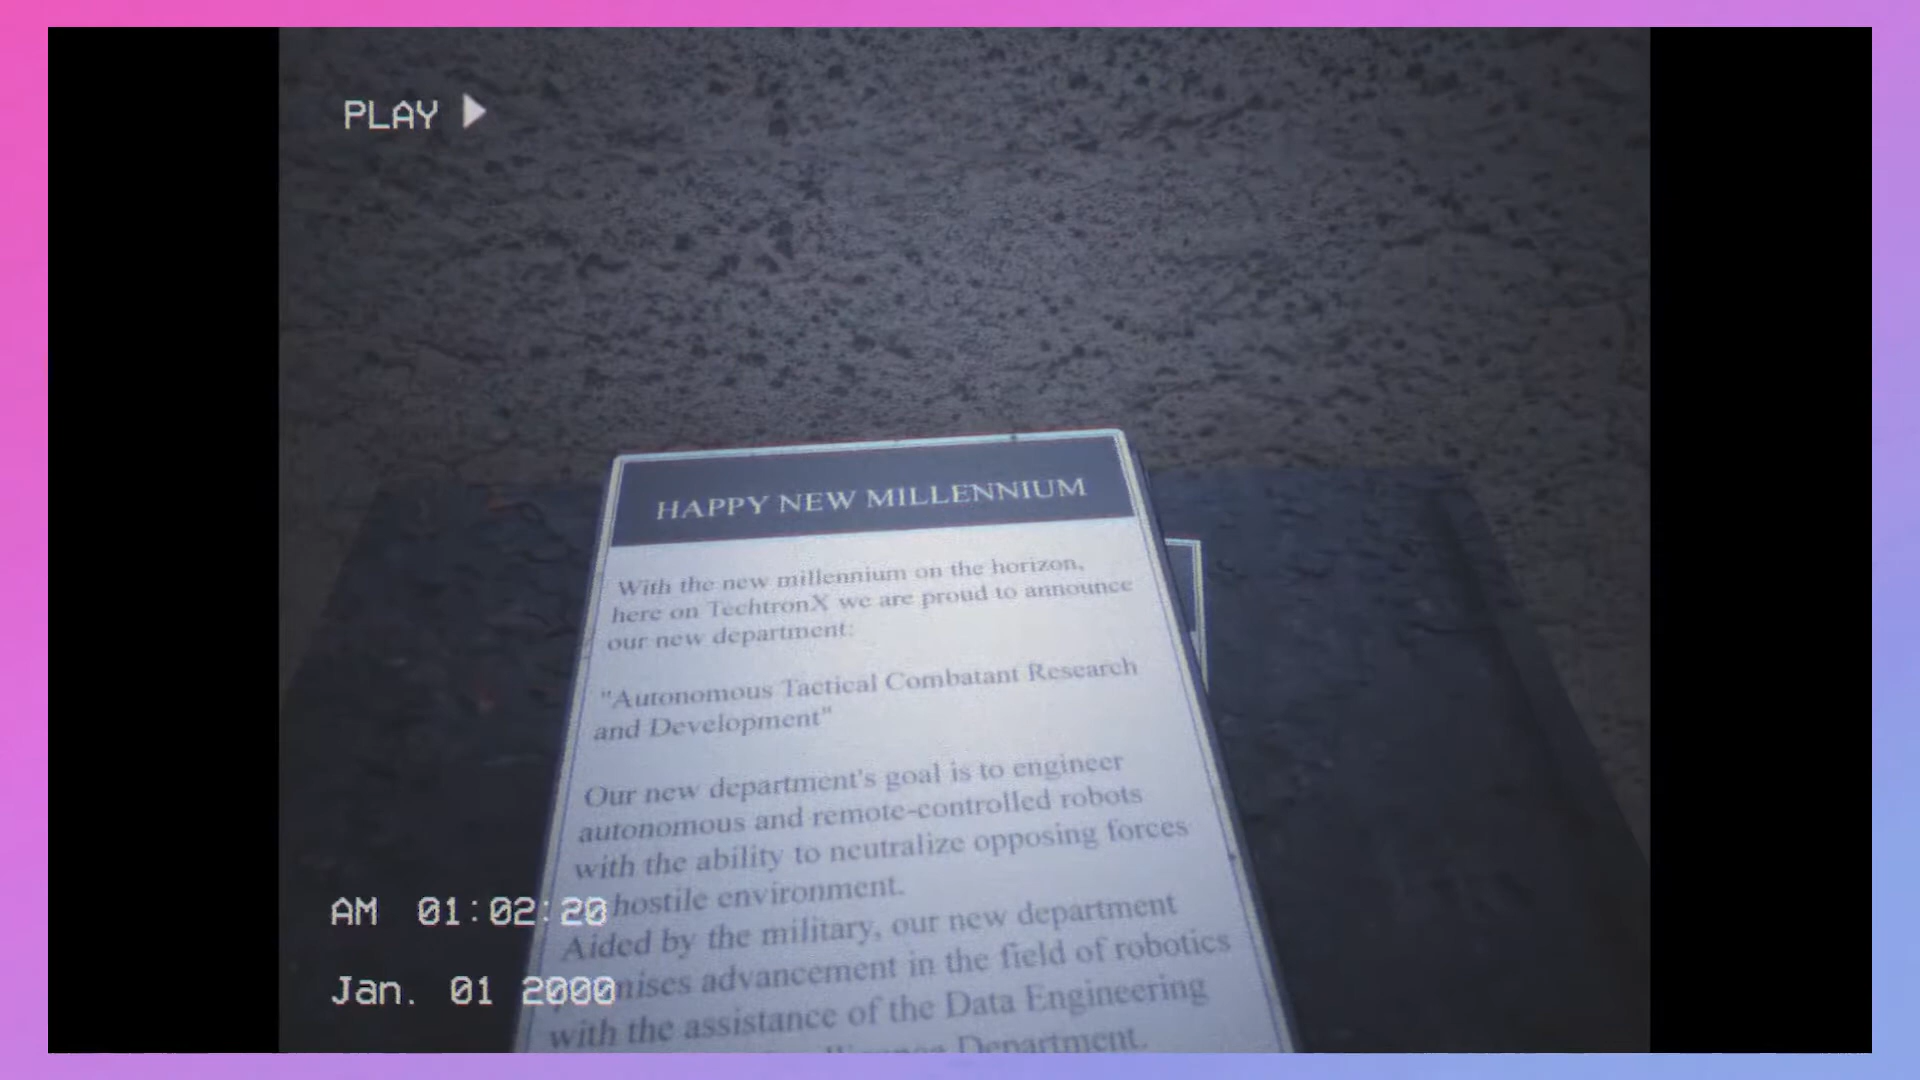 PLAY
HAPPY NEW MILLENNIUM
With the new millennium on the horizon,
here on TechtronX we are proud to announce
our new department:
"Autonomous Tactical Combatant Research
and Development"
Our new department's goal is to engineer
autonomous and remote-controlled robots
with the ability to neutralize opposing forces
hostile environment.
Aided by the military, our new department
advancement in the field of robotics
with the assistance of the Data Engineering
Department.
AM 01:02:20
Jan. 01 2000